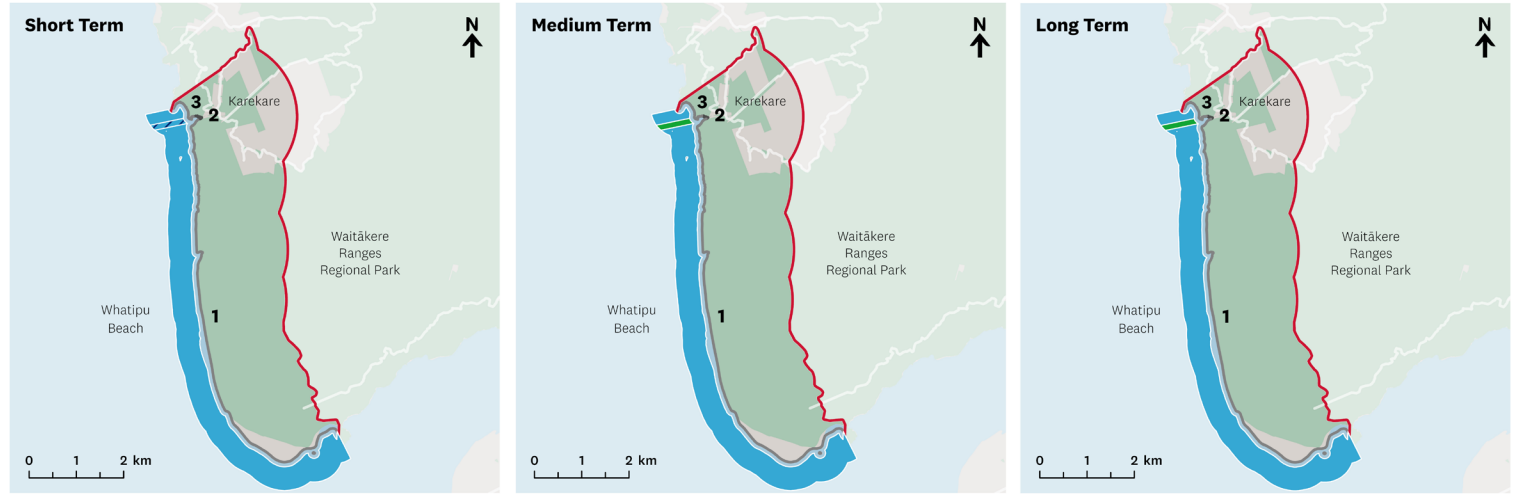 Short Term
N
3
Karekare
2
Waitākere
Ranges
Regional Park
Whatipu
Beach
1
0 1 2 km
Medium Term
N
3
Karekare
2
Waitākere
Ranges
Regional Park
Whatipu
Beach
1
0 1 2 km
Long Term
N
3
Karekare
2
Waitākere
Ranges
Regional Park
Whatipu
Beach
1
0 1 2 km